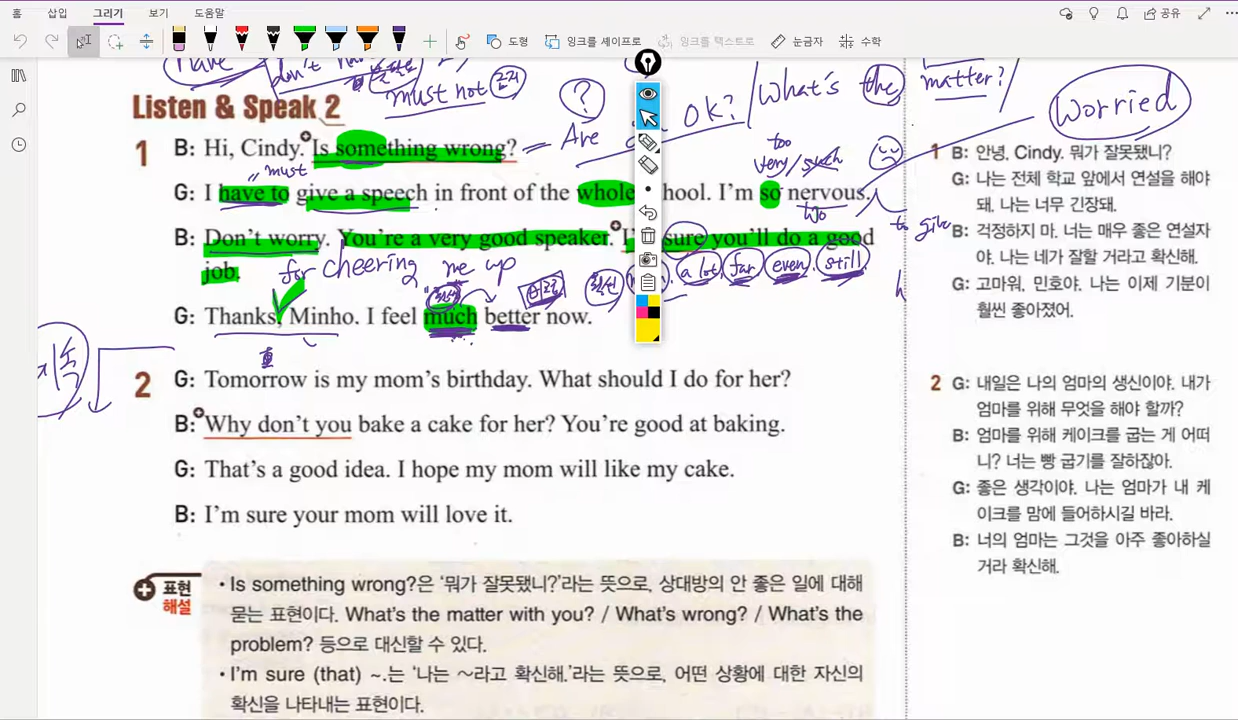 홈 삽입 그리기 보기 도움말 공유
도형 잉크를 셰이프로 잉크를 텍스트로 눈금자 수학
have don't have
must not 금지
? Are OK? What's the matter? Worried
Listen & Speak 2
1 B: Hi, Cindy. Is something wrong?
must too very/such
G: I have to give a speech in front of the whole hool. I'm so nervous.
to give
B: Don't worry. You're a very good speaker. I' sure you'll do a good
job.
for cheering me up
훨씬 a lot far even still
G: Thanks, Minho. I feel much better now.
2 G: Tomorrow is my mom's birthday. What should I do for her?
B: Why don't you bake a cake for her? You're good at baking.
G: That's a good idea. I hope my mom will like my cake.
B: I'm sure your mom will love it.
표현
해설
• Is something wrong?은 '뭐가 잘못됐니?'라는 뜻으로, 상대방의 안 좋은 일에 대해
묻는 표현이다. What's the matter with you? / What's wrong? / What's the
problem? 등으로 대신할 수 있다.
• I'm sure (that) ~.는 '나는 ~라고 확신해.'라는 뜻으로, 어떤 상황에 대한 자신의
확신을 나타내는 표현이다.
1 B: 안녕, Cindy. 뭐가 잘못됐니?
G: 나는 전체 학교 앞에서 연설을 해야
돼. 나는 너무 긴장돼.
B: 걱정하지 마. 너는 매우 좋은 연설자
야. 나는 네가 잘할 거라고 확신해.
G: 고마워, 민호야. 나는 이제 기분이
훨씬 좋아졌어.
2 G: 내일은 나의 엄마의 생신이야. 내가
엄마를 위해 무엇을 해야 할까?
B: 엄마를 위해 케이크를 굽는 게 어떠
니? 너는 빵 굽기를 잘하잖아.
G: 좋은 생각이야. 나는 엄마가 내 케
이크를 맘에 들어하시길 바라.
B: 너의 엄마는 그것을 아주 좋아하실
거라 확신해.